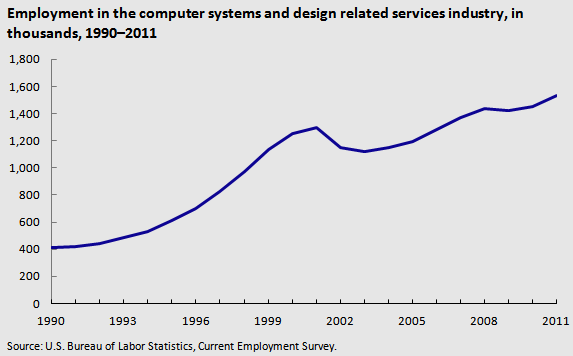 Employment in the computer systems and design related services industry, in
thousands, 1990–2011
1,800
1,600
1,400
1,200
1,000
800
600
400
200
0
1990 1993 1996 1999 2002 2005 2008 2011
Source: U.S. Bureau of Labor Statistics, Current Employment Survey.